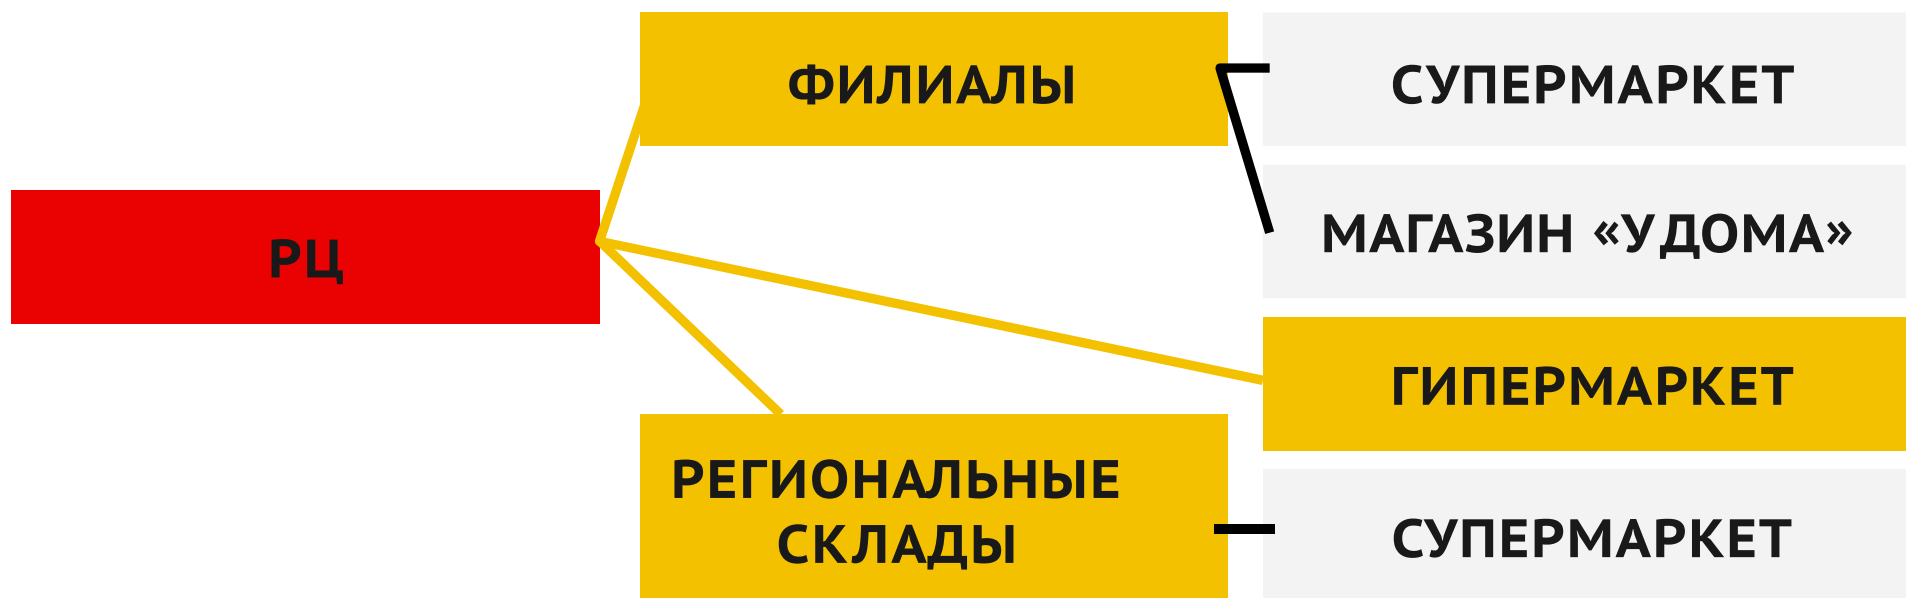 РЦ
ФИЛИАЛЫ
СУПЕРМАРКЕТ
МАГАЗИН «УДОМА»
ГИПЕРМАРКЕТ
РЕГИОНАЛЬНЫЕ
СКЛАДЫ
СУПЕРМАРКЕТ